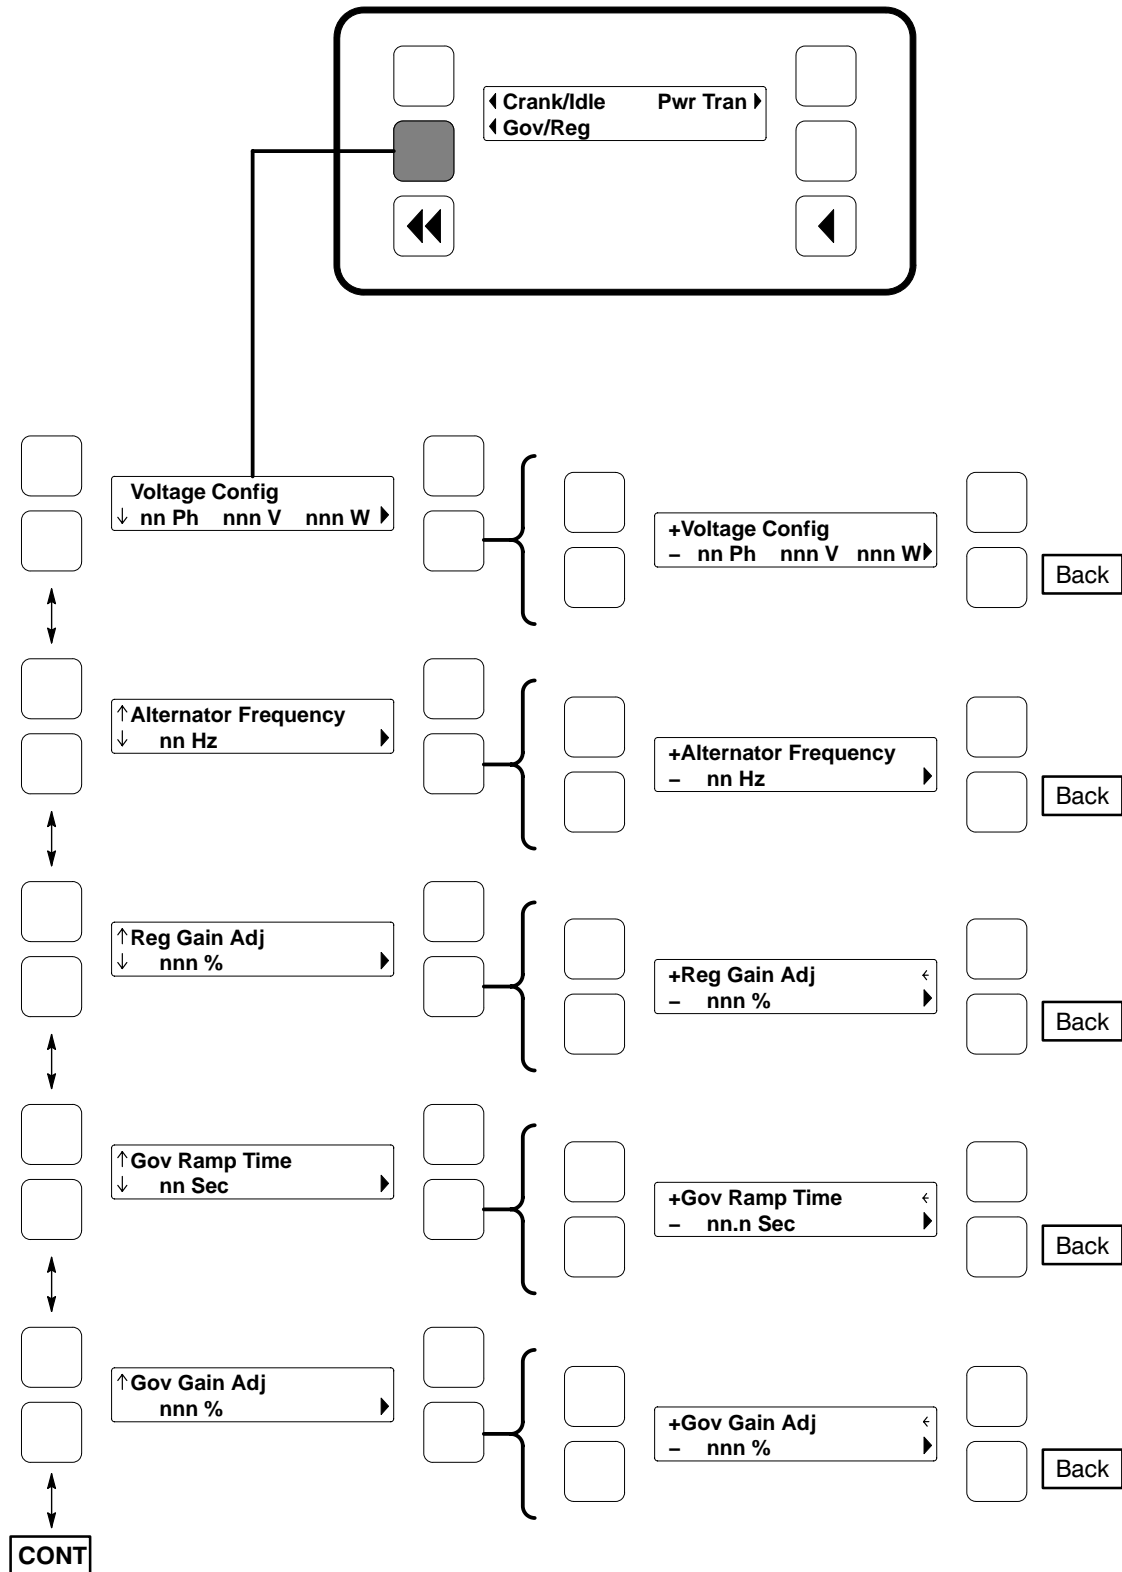 Crank/Idle Pwr Tran
Gov/Reg
Voltage Config
↓ nn Ph nnn V nnn W
+Voltage Config
– nn Ph nnn V nnn W
Back
↑Alternator Frequency
↓ nn Hz
+Alternator Frequency
– nn Hz
Back
↑Reg Gain Adj
↓ nnn %
+Reg Gain Adj ←
– nnn %
Back
↑Gov Ramp Time
↓ nn Sec
+Gov Ramp Time ←
– nn.n Sec
Back
↑Gov Gain Adj
nnn %
+Gov Gain Adj ←
– nnn %
Back
CONT